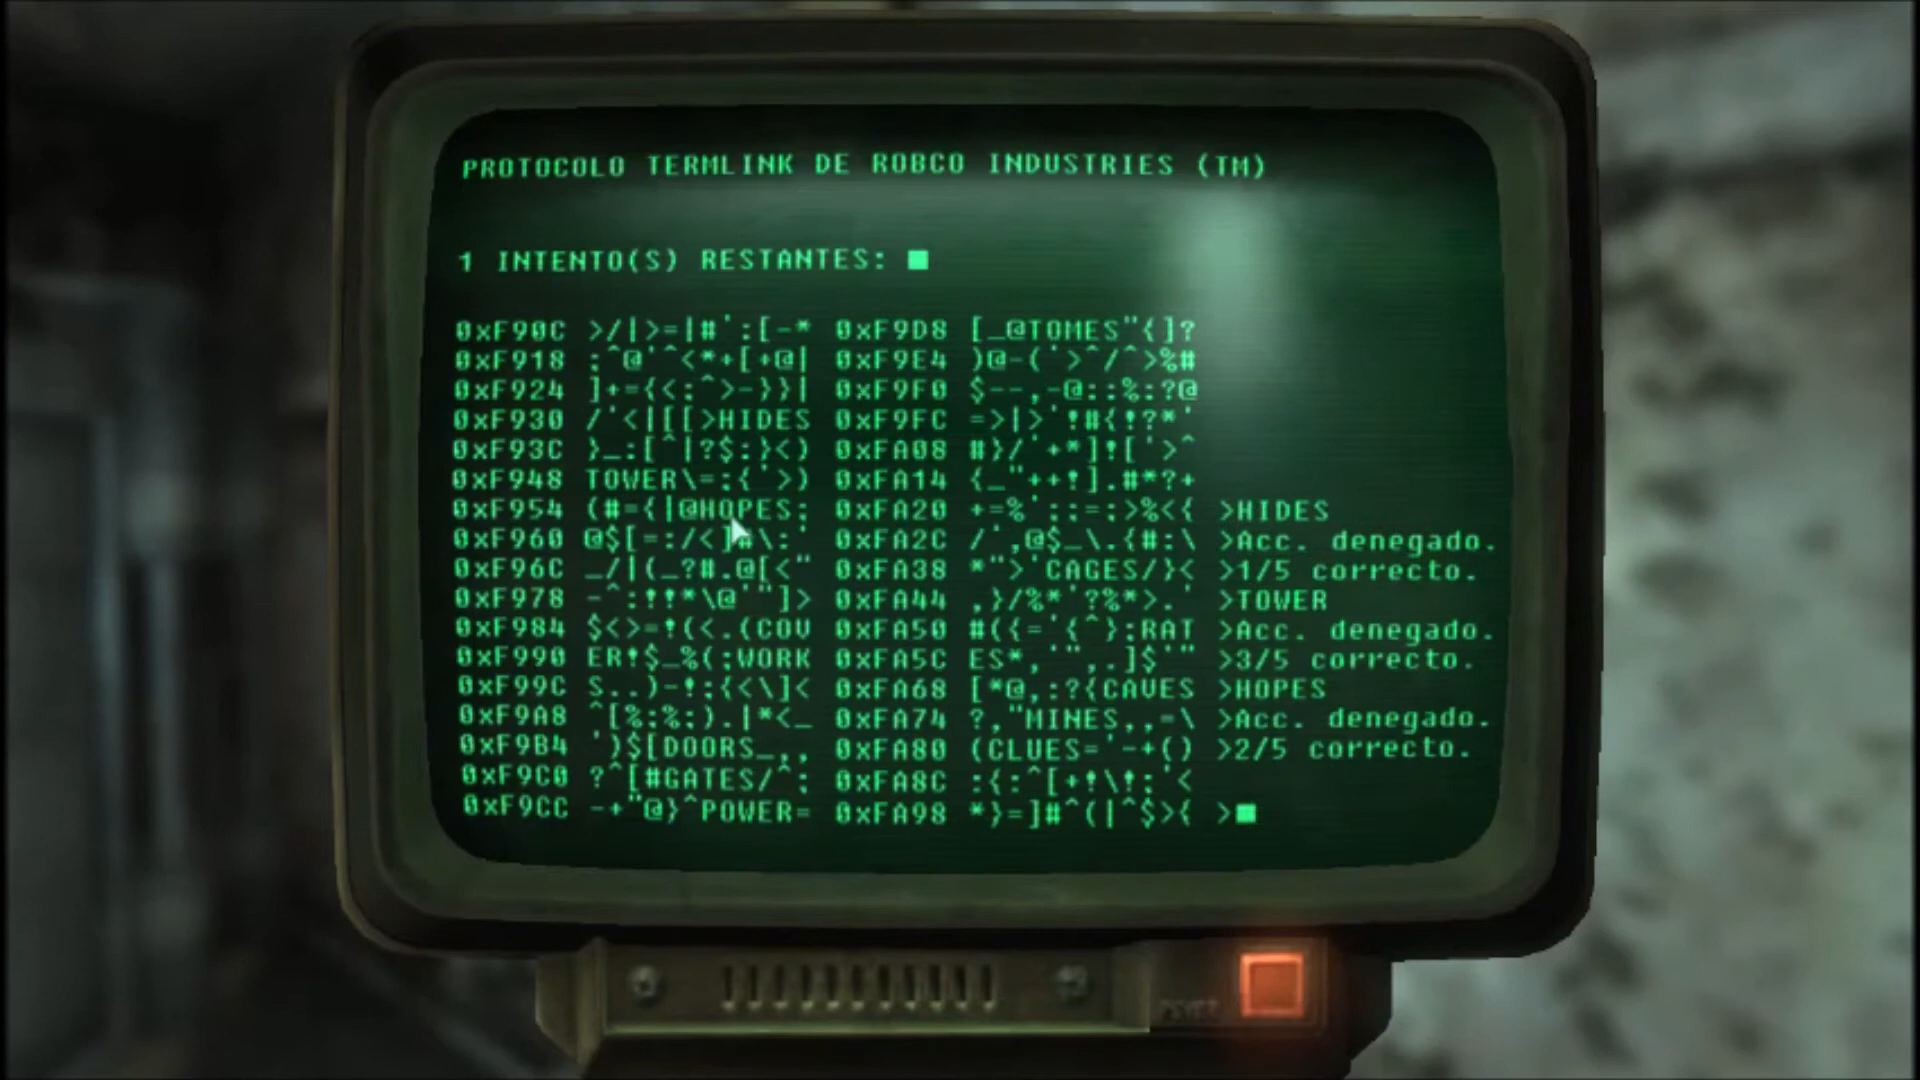 PROTOCOLO TERMLINK DE ROBCO INDUSTRIES (TM)
1 INTENTO(S) RESTANTES: ■
0xF90C >/|>=|#':[-* 0xF9D8 [_@TOMES"{]?
0xF918 :^@'^<*+[+@| 0xF9E4 )@-('>^/^>%#
0xF924 ]+={<:^>-}}| 0xF9F0 $--,-@::%:?@
0xF930 /'<|[[>HIDES 0xF9FC =>|>'!#{!?*'
0xF93C }_:[^|?$:}<) 0xFA08 #}/'+*]!['>^
0xF948 TOWER\=:{'>) 0xFA14 {_"++!].#*?+
0xF954 (#={|@HOPES; 0xFA20 +=%'::=;>%<{ >HIDES
0xF960 @$[=:/<]#\:' 0xFA2C /',@$_\.{#:\ >Acc. denegado.
0xF96C _/|(_?#.@[<" 0xFA38 *">'CAGES/}< >1/5 correcto.
0xF978 -^:!!*\@'"]> 0xFA44 ,}/%*'?%*>.' >TOWER
0xF984 $<>=!(<.(COV 0xFA50 #({='{^};RAT >Acc. denegado.
0xF990 ER!$_%(;WORK 0xFA5C ES*,'",.]$'" >3/5 correcto.
0xF99C S..)-!;{<\]< 0xFA68 [*@,:?{CAVES >HOPES
0xF9A8 ^[%:%:).|*<_ 0xFA74 ?,"MINES,,=\ >Acc. denegado.
0xF9B4 ')$[DOORS_,, 0xFA80 (CLUES='-+() >2/5 correcto.
0xF9C0 ?^[#GATES/^; 0xFA8C :{:^[+!\!;'<
0xF9CC -+"@}^POWER= 0xFA98 *}=]#^(|^$>{ >■